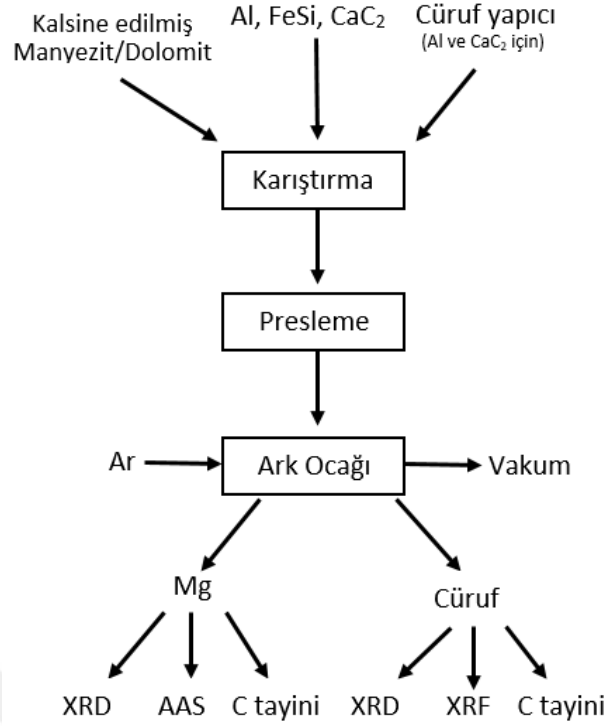 Kalsine edilmiş
Manyezit/Dolomit
Al, FeSi, CaC₂
Cüruf yapıcı
(Al ve CaC₂ için)
Karıştırma
Presleme
Ar
Ark Ocağı
Vakum
Mg
Cüruf
XRD AAS C tayini XRD XRF C tayini